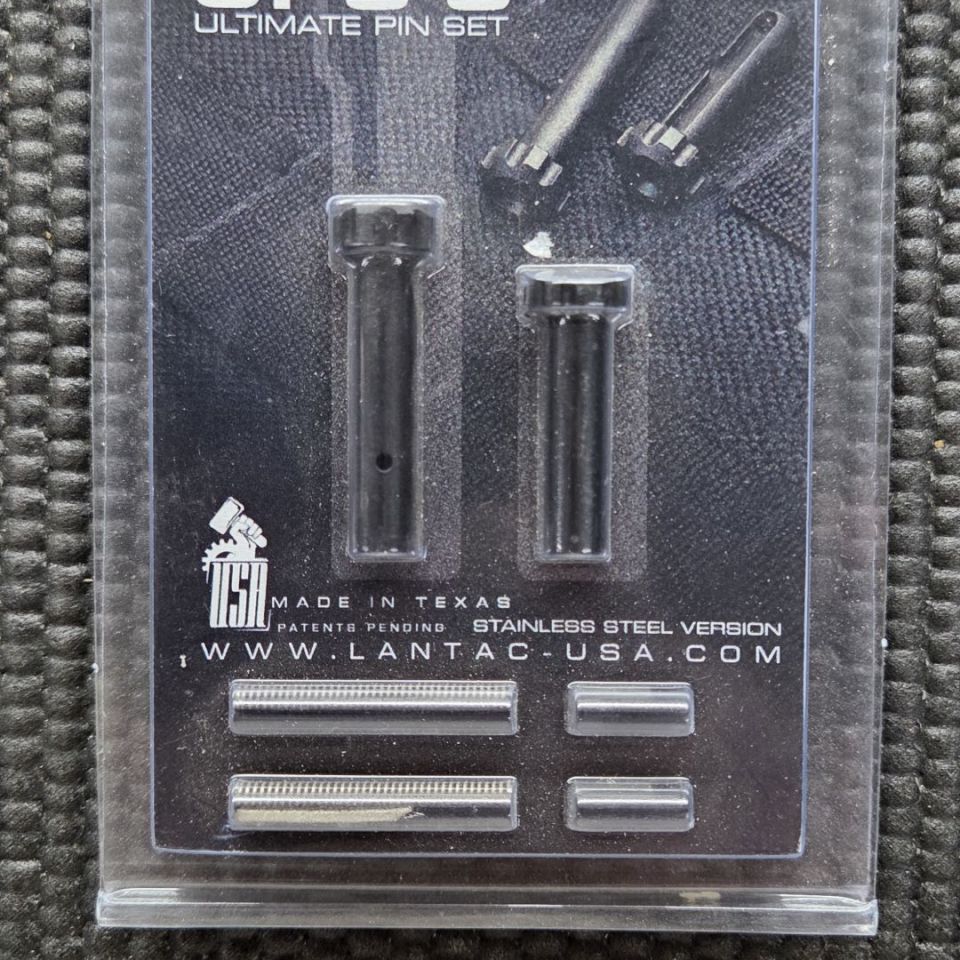 ULTIMATE PIN SET
USA
MADE IN TEXAS
PATENTS PENDING STAINLESS STEEL VERSION
WWW.LANTAC-USA.COM